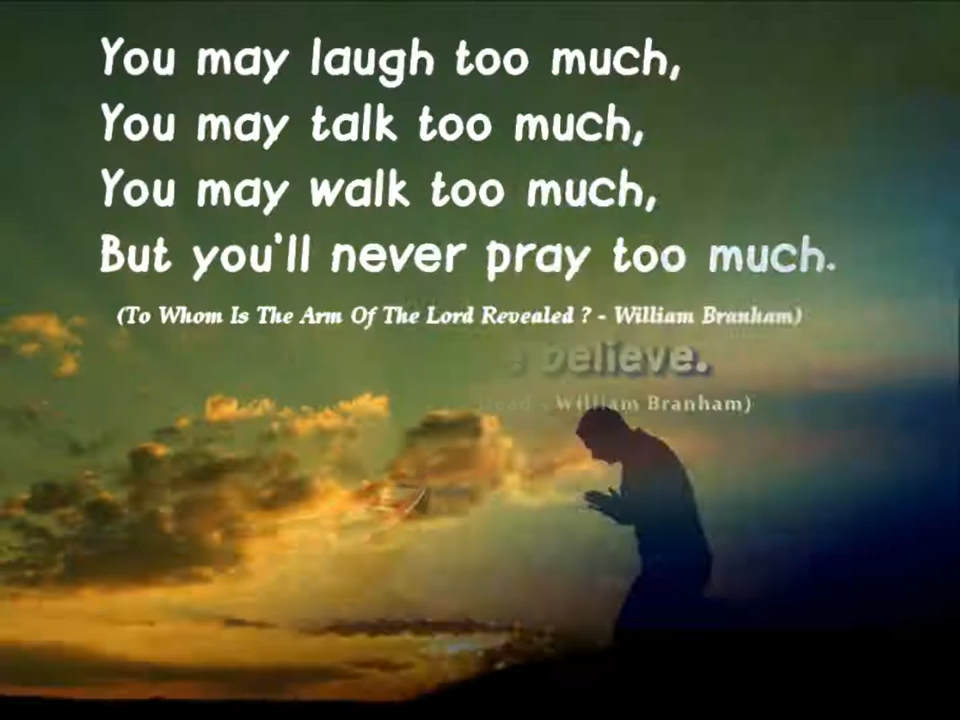 You may laugh too much,
You may talk too much,
You may walk too much,
But you'll never pray too much.
(To Whom Is The Arm Of The Lord Revealed ? - William Branham)
believe.
Dead - William Branham)